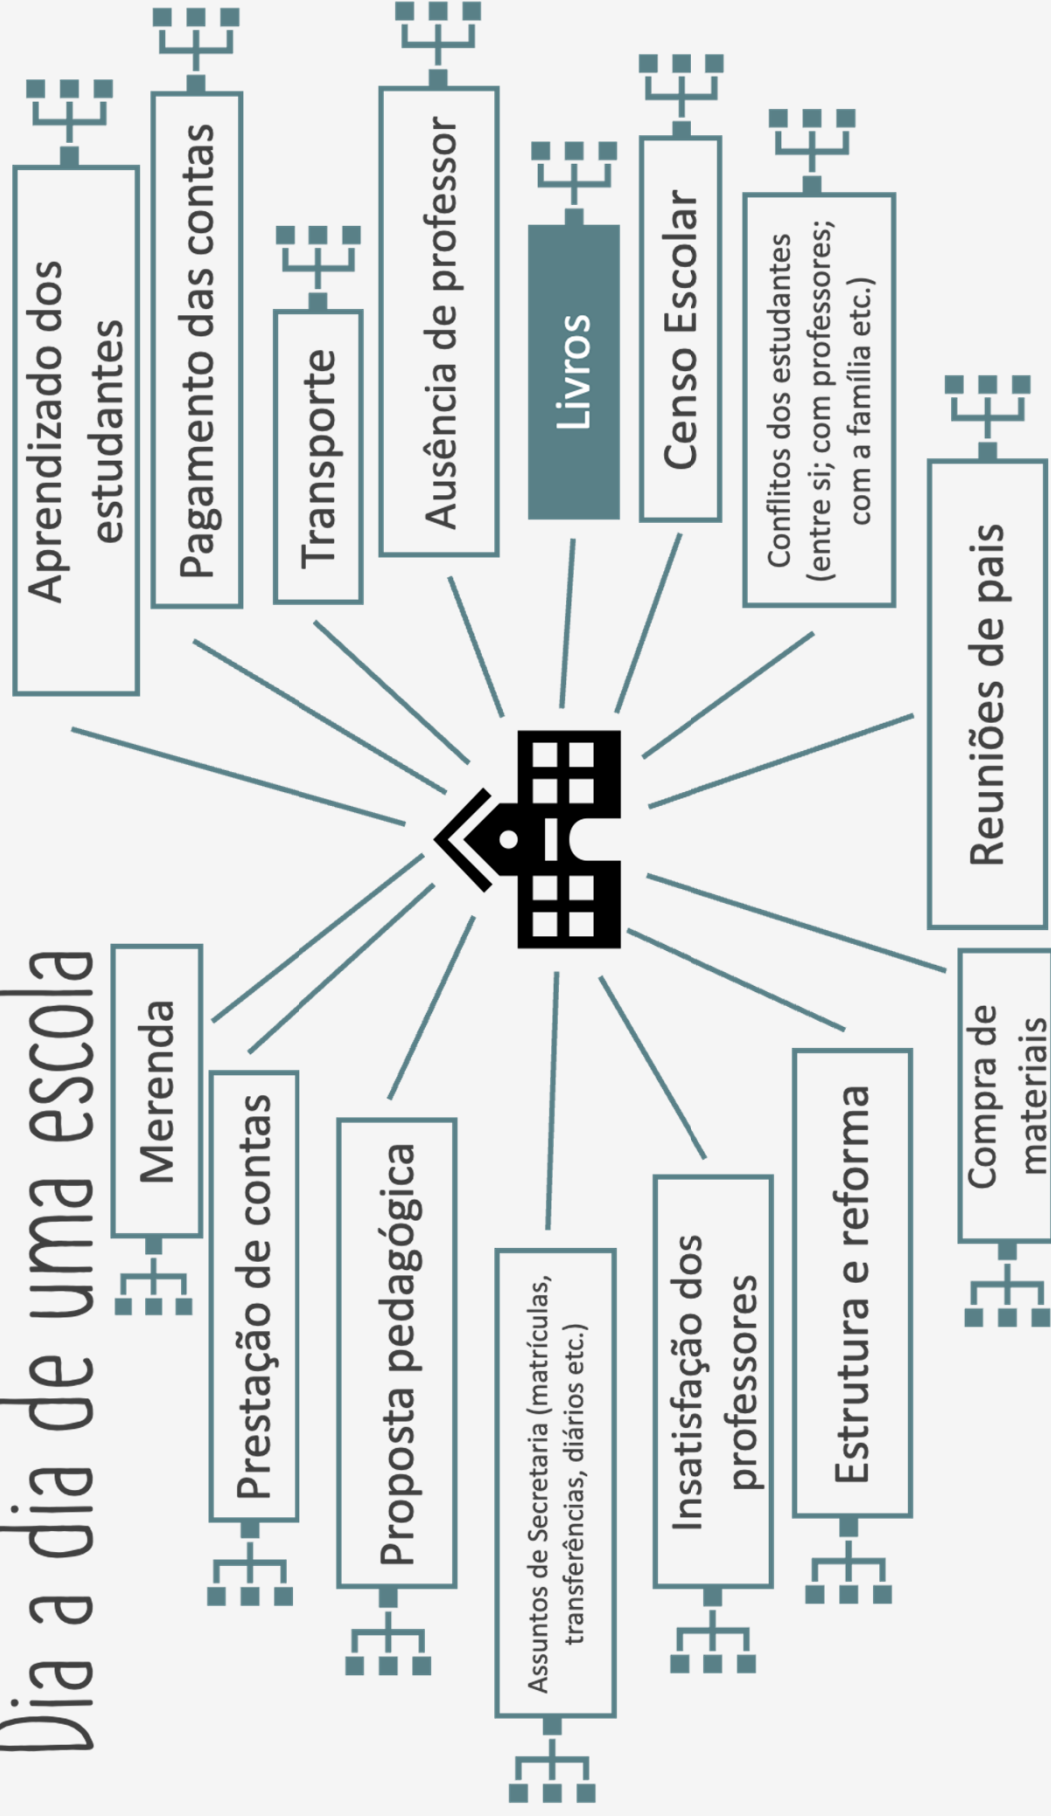 Dia a dia de uma escola
Merenda
Prestação de contas
Proposta pedagógica
Assuntos de Secretaria (matrículas,
transferências, diários etc.)
Insatisfação dos
professores
Estrutura e reforma
Compra de
materiais
Aprendizado dos
estudantes
Pagamento das contas
Transporte
Ausência de professor
Livros
Censo Escolar
Conflitos dos estudantes
(entre si; com professores;
com a família etc.)
Reuniões de pais